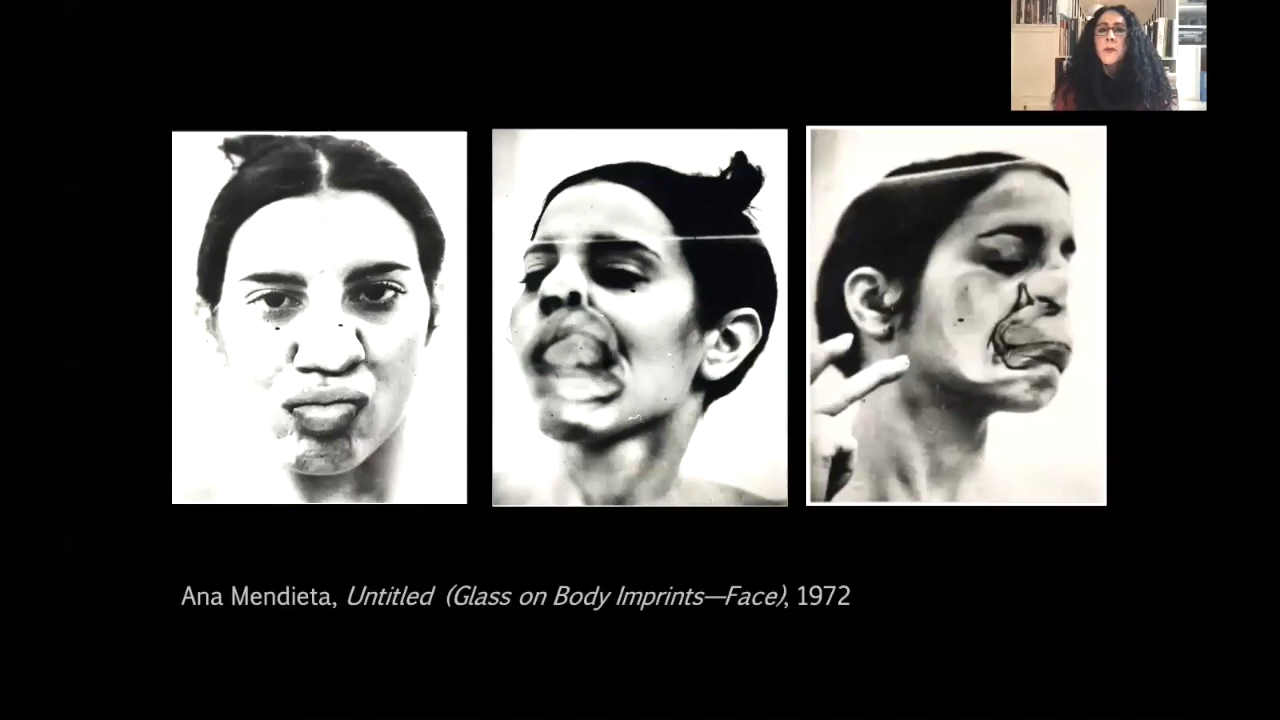 Ana Mendieta, Untitled (Glass on Body Imprints—Face), 1972